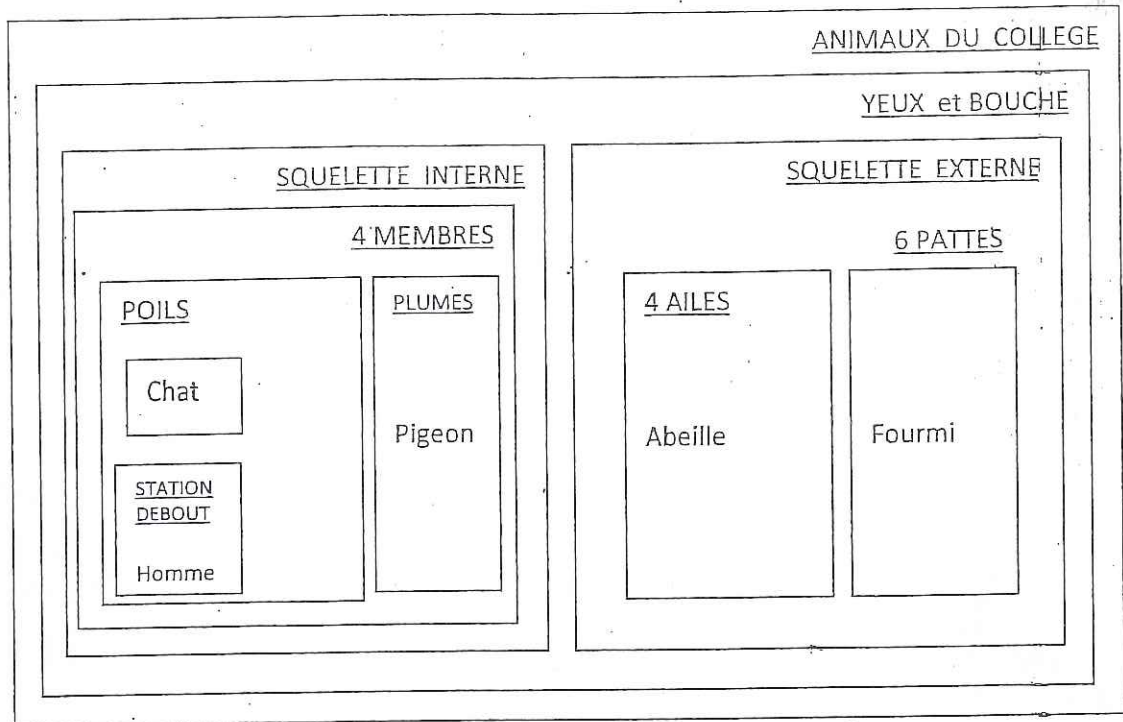 ANIMAUX DU COLLEGE
YEUX et BOUCHE
SQUELETTE INTERNE
4 MEMBRES
POILS
Chat
STATION
DEBOUT
Homme
PLUMES
Pigeon
SQUELETTE EXTERNE
6 PATTES
4 AILES
Abeille
Fourmi